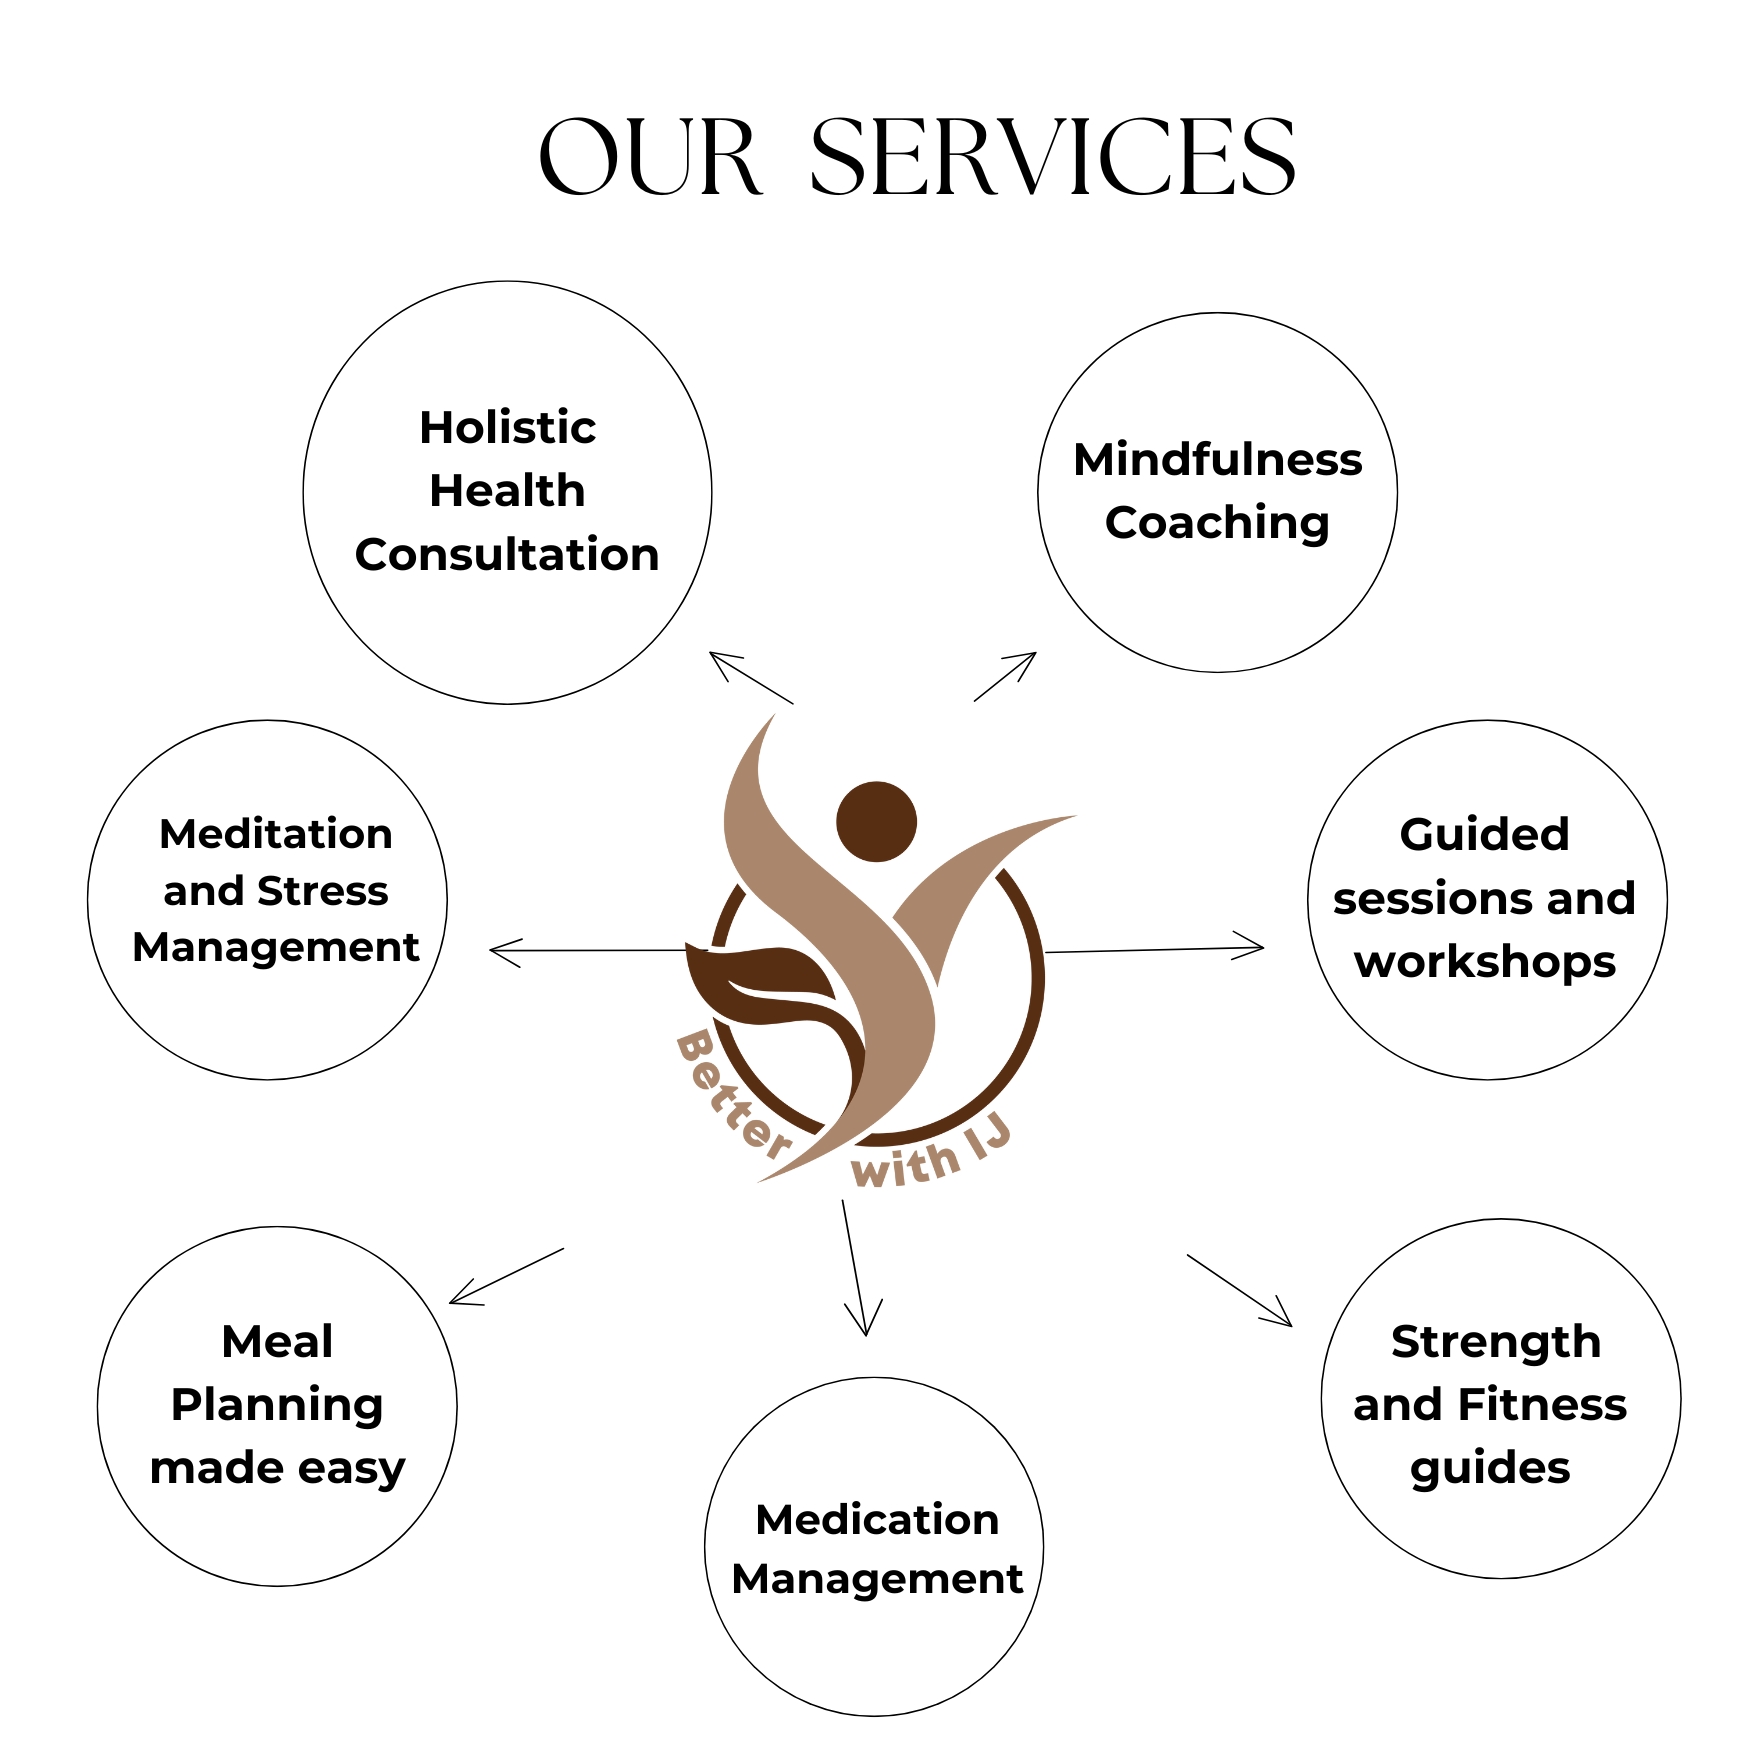 OUR SERVICES
Holistic
Health
Consultation
Mindfulness
Coaching
Meditation
and Stress
Management
Guided
sessions and
workshops
Better with IJ
Meal
Planning
made easy
Medication
Management
Strength
and Fitness
guides